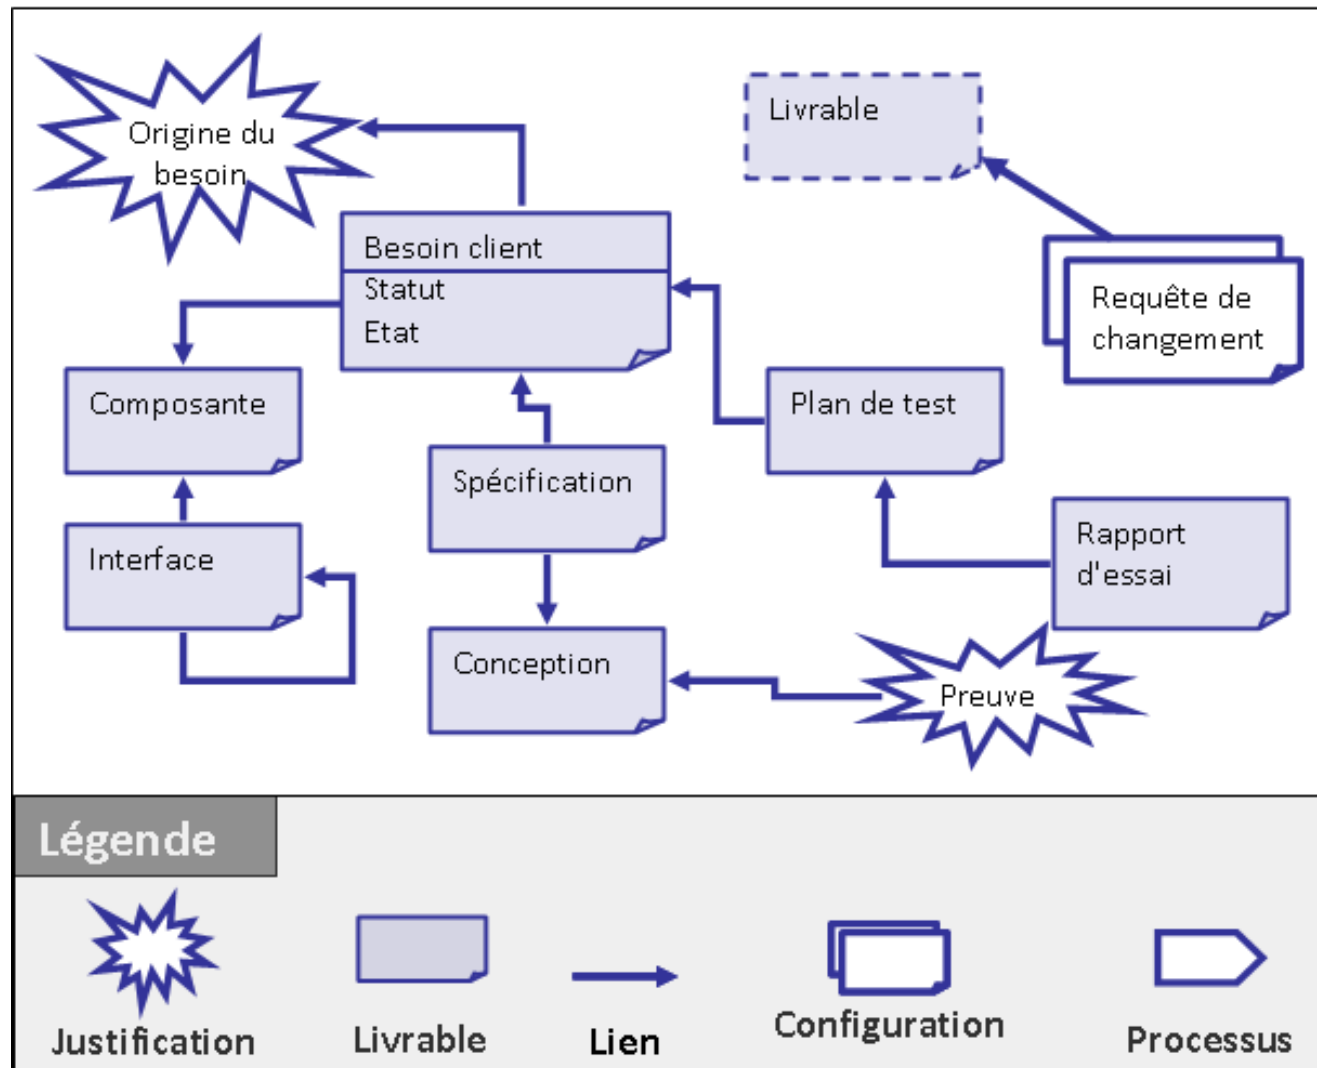 Origine du
besoin
Livrable
Besoin client
Statut
Etat
Requête de
changement
Composante
Plan de test
Spécification
Interface
Rapport
d'essai
Conception
Preuve
Légende
Justification
Livrable
Lien
Configuration
Processus